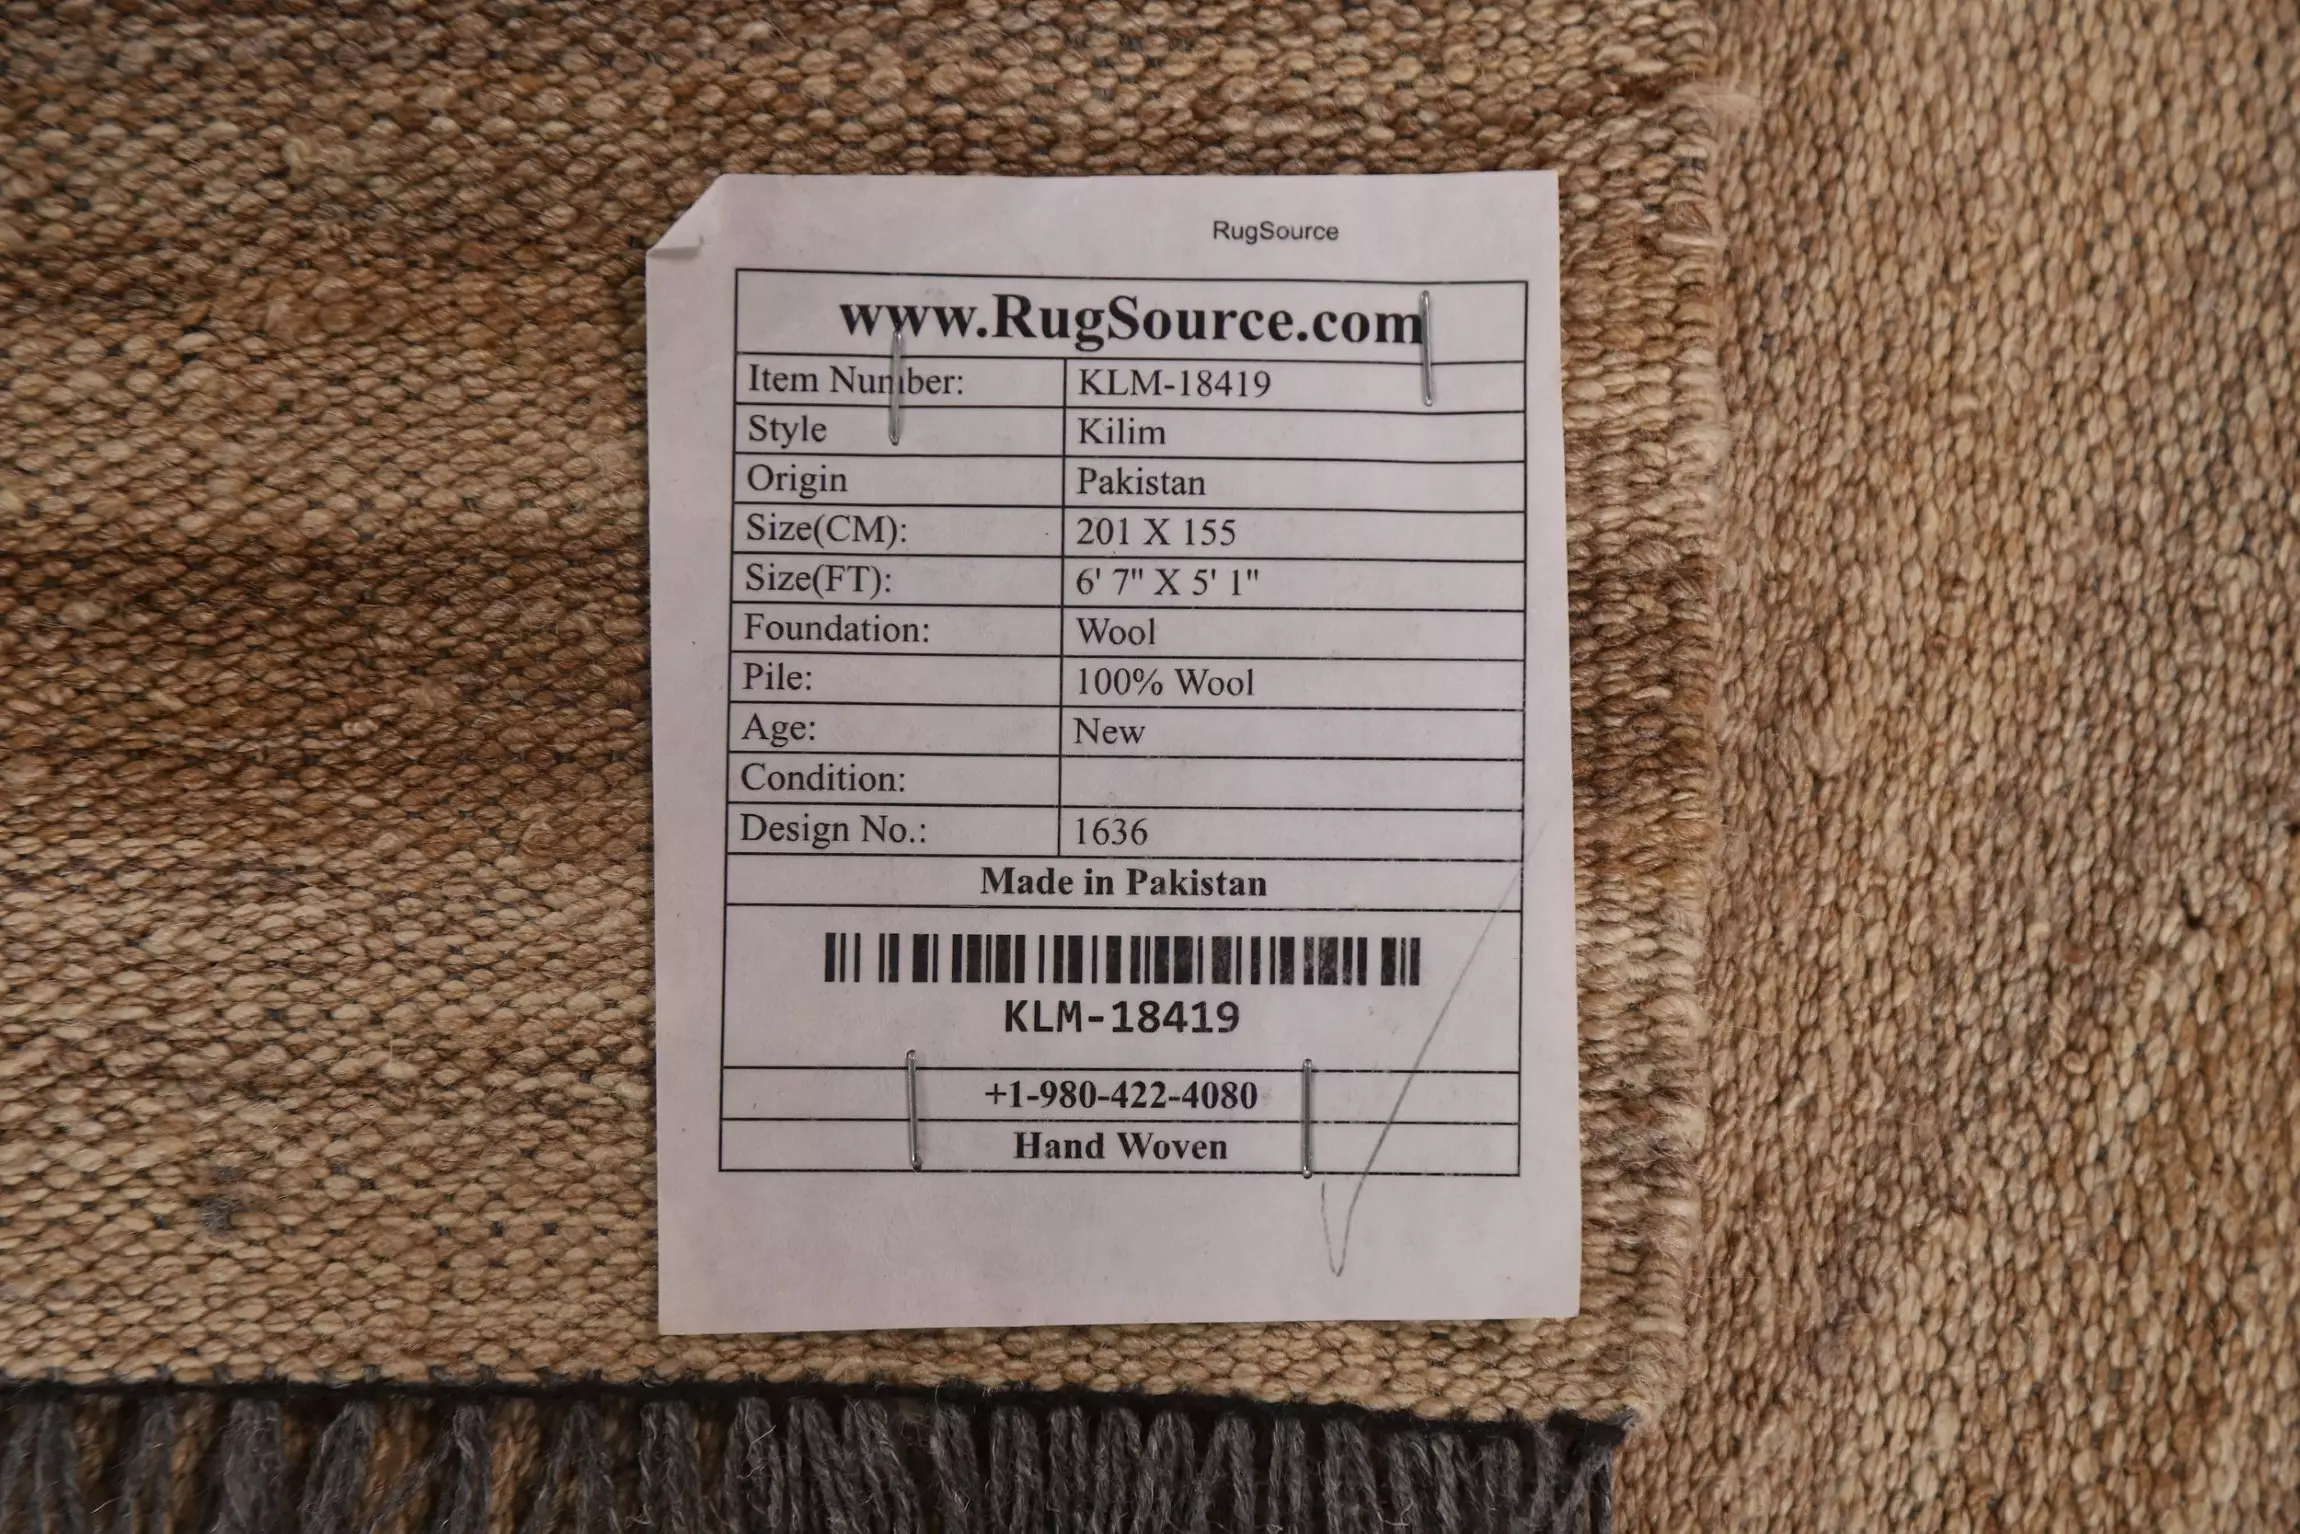 RugSource
www.RugSource.com
Item Number: KLM-18419
Style Kilim
Origin Pakistan
Size(CM): 201 X 155
Size(FT): 6' 7" X 5' 1"
Foundation: Wool
Pile: 100% Wool
Age: New
Condition:
Design No.: 1636
Made in Pakistan
KLM-18419
+1-980-422-4080
Hand Woven